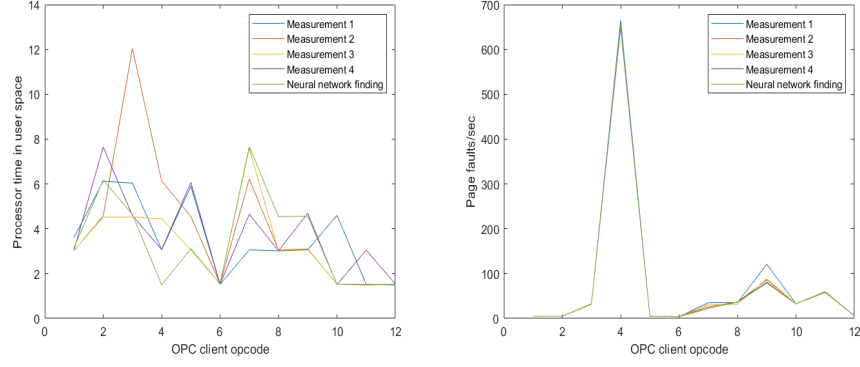 14
12
10
8
6
4
2
0
Processor time in user space
0 2 4 6 8 10 12
OPC client opcode
Measurement 1
Measurement 2
Measurement 3
Measurement 4
Neural network finding
700
600
500
400
300
200
100
0
Page faults/sec
0 2 4 6 8 10 12
OPC client opcode
Measurement 1
Measurement 2
Measurement 3
Measurement 4
Neural network finding